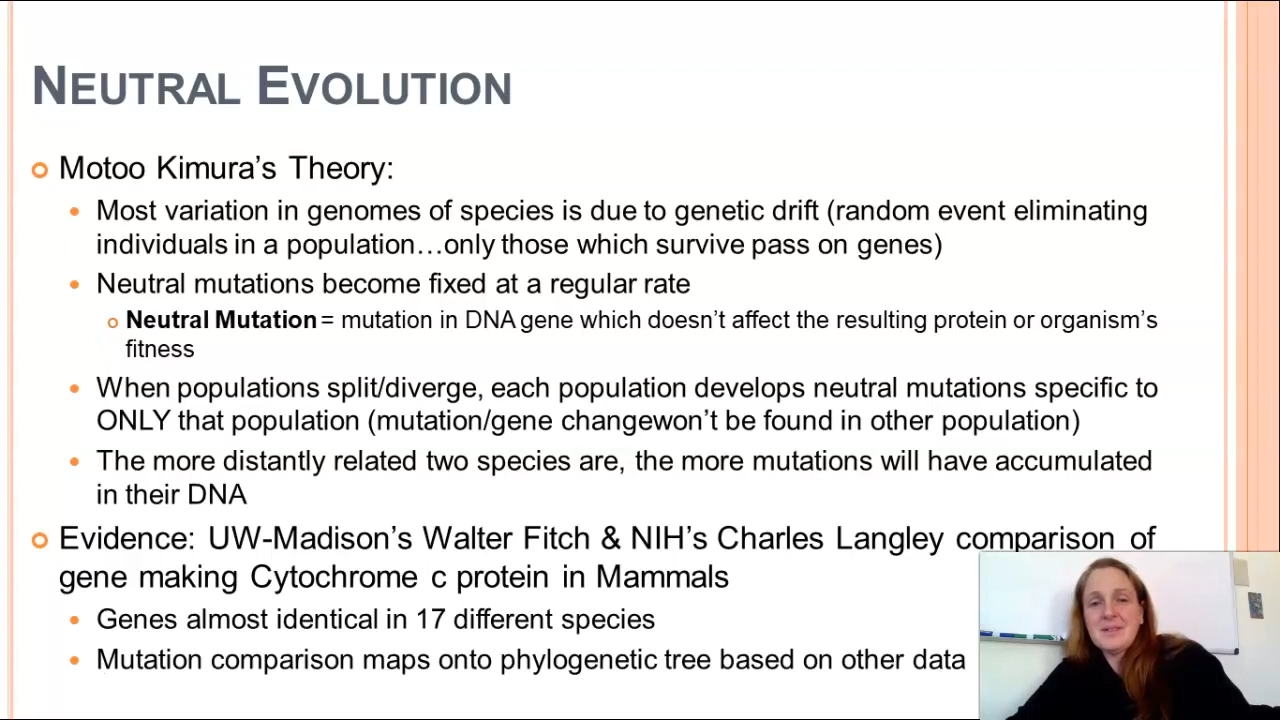 NEUTRAL EVOLUTION
Motoo Kimura's Theory:
Most variation in genomes of species is due to genetic drift (random event eliminating
individuals in a population…only those which survive pass on genes)
Neutral mutations become fixed at a regular rate
Neutral Mutation = mutation in DNA gene which doesn't affect the resulting protein or organism's
fitness
When populations split/diverge, each population develops neutral mutations specific to
ONLY that population (mutation/gene changewon't be found in other population)
The more distantly related two species are, the more mutations will have accumulated
in their DNA
Evidence: UW-Madison's Walter Fitch & NIH's Charles Langley comparison of
gene making Cytochrome c protein in Mammals
Genes almost identical in 17 different species
Mutation comparison maps onto phylogenetic tree based on other data